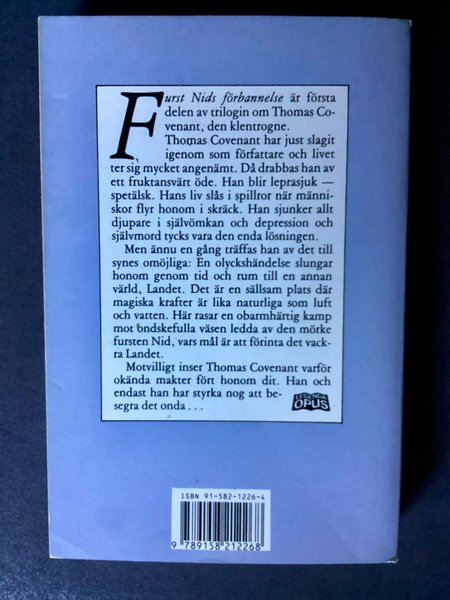 Furst Nids förbannelse är första
delen av trilogin om Thomas Co-
venant, den klentrogne.
Thomas Covenant har just slagit
igenom som författare och livet
ter sig mycket angenämt. Då drabbas han av
ett fruktansvärt öde. Han blir leprasjuk —
spetälsk. Hans liv slås i spillror när männi-
skor flyr honom i skräck. Han sjunker allt
djupare i självömkan och depression och
självmord tycks vara den enda lösningen.
Men ännu en gång träffas han av det till
synes omöjliga: En olyckshändelse slungar
honom genom tid och rum till en annan
värld, Landet. Det är en sällsam plats där
magiska krafter är lika naturliga som luft
och vatten. Här rasar en obarmhärtig kamp
mot ondskefulla väsen ledda av den mörke
fursten Nid, vars mål är att förinta det vack-
ra Landet.
Motvilligt inser Thomas Covenant varför
okända makter fört honom dit. Han och
endast han har styrka nog att be-
segra det onda . . .
LEGENDA
OPUS
ISBN 91-582-1226-4
9 789158 212268